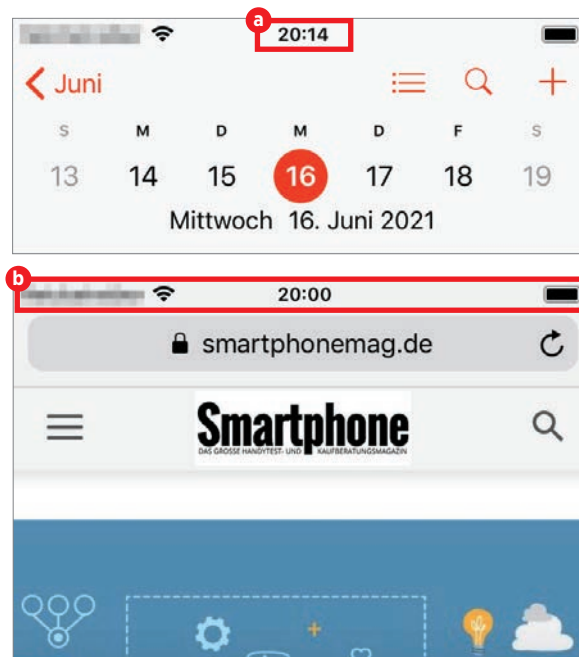 a
20:14
Juni
S M D M D F S
13 14 15 16 17 18 19
Mittwoch 16. Juni 2021
b
20:00
smartphonemag.de
Smartphone
DAS GROSSE HANDYTEST- UND KAUFBERATUNGSMAGAZIN